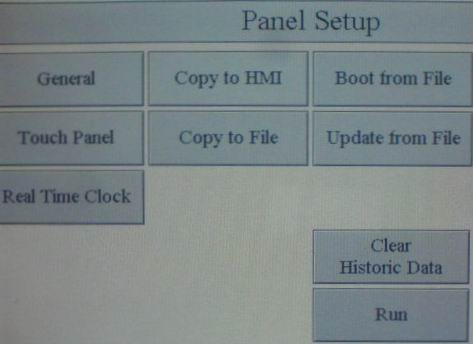 Panel Setup
General
Copy to HMI
Boot from File
Touch Panel
Copy to File
Update from File
Real Time Clock
Clear
Historic Data
Run